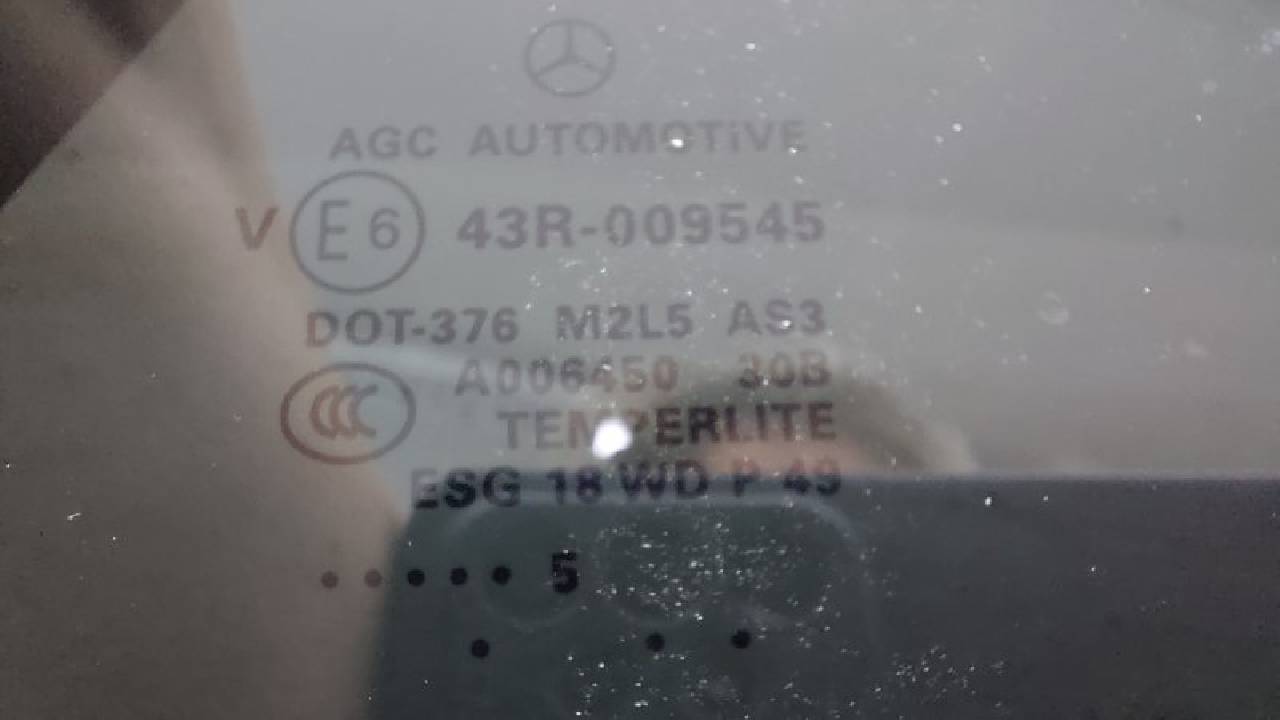 AGC AUTOMOTiVE
V E6 43R-009545
DOT-376 M2L5 AS3
A006450 30B
CCC
TEMPERLITE
ESG 18 WD P 49
..... 5